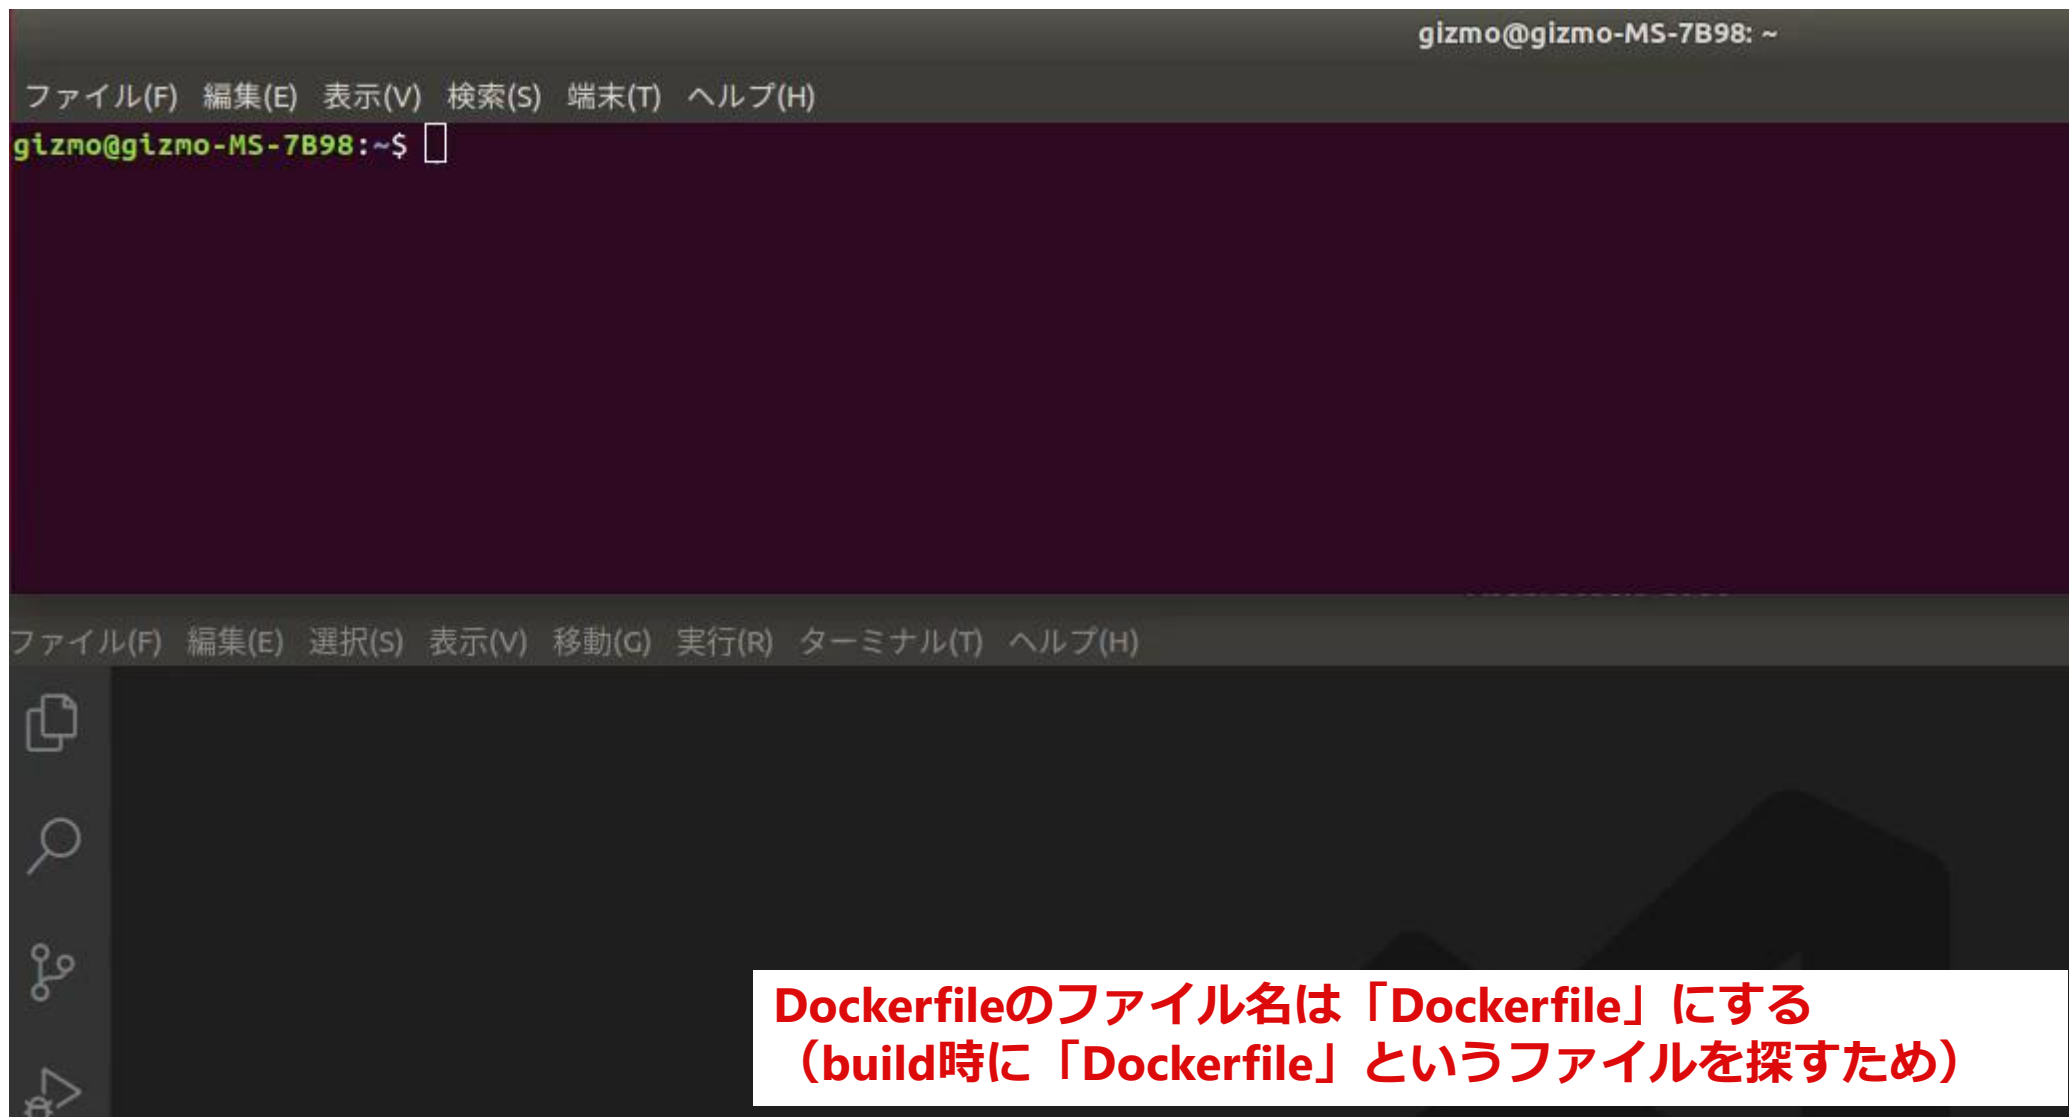 gizmo@gizmo-MS-7B98: ~
ファイル(F) 編集(E) 表示(V) 検索(S) 端末(T) ヘルプ(H)
gizmo@gizmo-MS-7B98:~$
ファイル(F) 編集(E) 選択(S) 表示(V) 移動(G) 実行(R) ターミナル(T) ヘルプ(H)
Dockerfileのファイル名は「Dockerfile」にする
（build時に「Dockerfile」というファイルを探すため）